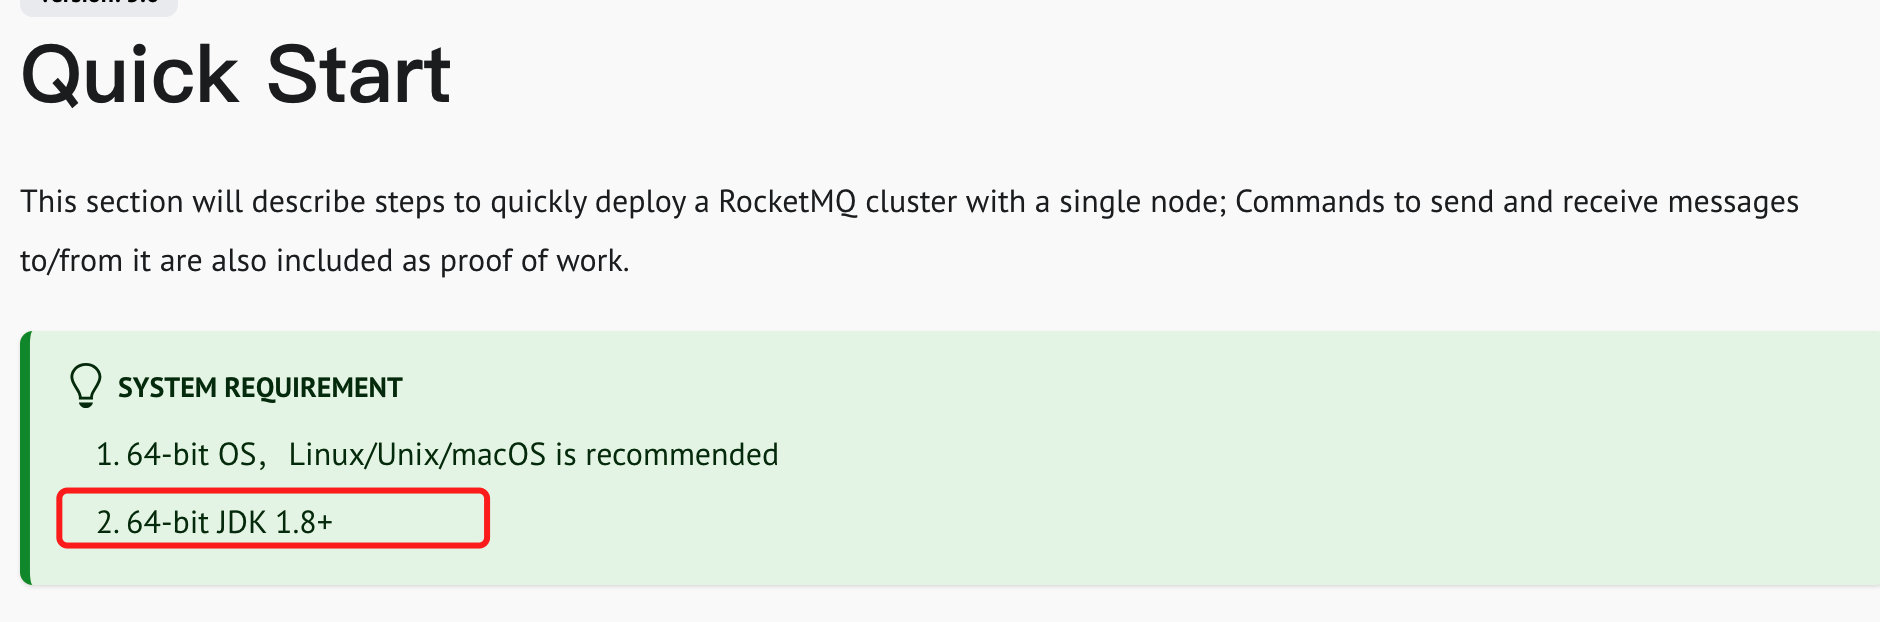 Quick Start
This section will describe steps to quickly deploy a RocketMQ cluster with a single node; Commands to send and receive messages
to/from it are also included as proof of work.
SYSTEM REQUIREMENT
1. 64-bit OS，Linux/Unix/macOS is recommended
2. 64-bit JDK 1.8+